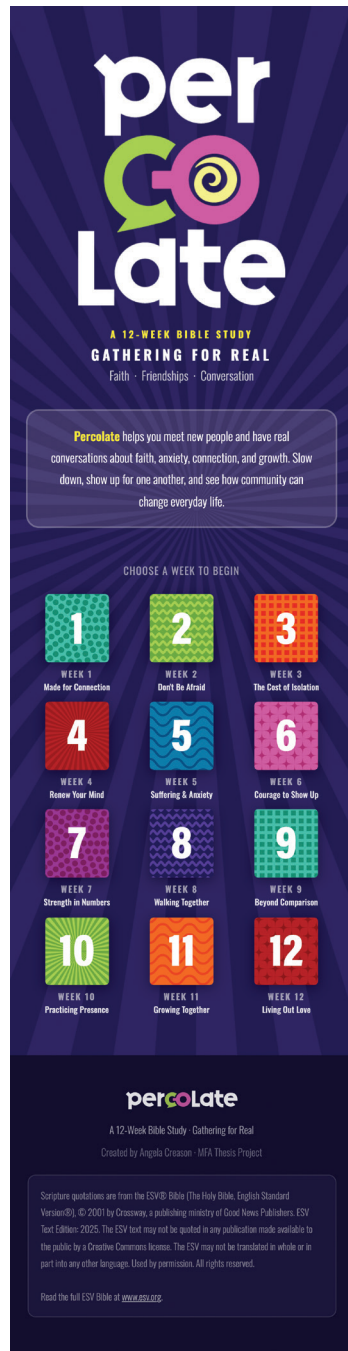 per
co
Late
A 12-WEEK BIBLE STUDY
GATHERING FOR REAL
Faith · Friendships · Conversation
Percolate helps you meet new people and have real
conversations about faith, anxiety, connection, and growth. Slow
down, show up for one another, and see how community can
change everyday life.
CHOOSE A WEEK TO BEGIN
1 2 3
WEEK 1 WEEK 2 WEEK 3
Made for Connection Don't Be Afraid The Cost of Isolation
4 5 6
WEEK 4 WEEK 5 WEEK 6
Renew Your Mind Suffering & Anxiety Courage to Show Up
7 8 9
WEEK 7 WEEK 8 WEEK 9
Strength in Numbers Walking Together Beyond Comparison
10 11 12
WEEK 10 WEEK 11 WEEK 12
Practicing Presence Growing Together Living Out Love
percoLate
A 12-Week Bible Study · Gathering for Real
Created by Angela Creason · MFA Thesis Project
Scripture quotations are from the ESV® Bible (The Holy Bible, English Standard
Version®), © 2001 by Crossway, a publishing ministry of Good News Publishers. ESV
Text Edition: 2025. The ESV text may not be quoted in any publication made available to
the public by a Creative Commons license. The ESV may not be translated in whole or in
part into any other language. Used by permission. All rights reserved.
Read the full ESV Bible at www.esv.org.